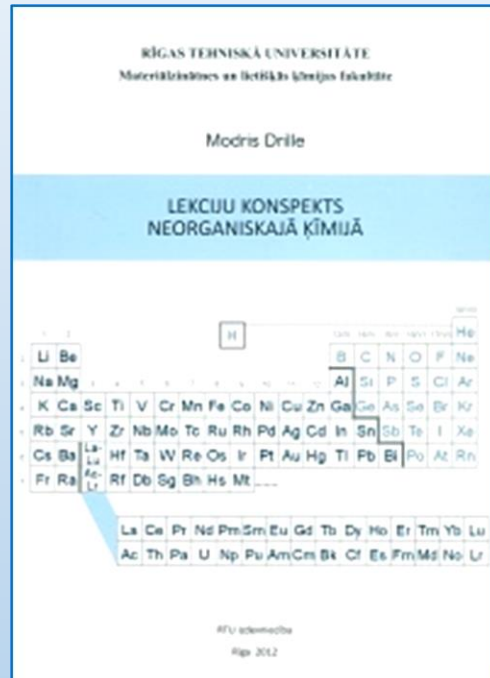 RĪGAS TEHNISKĀ UNIVERSITĀTE
Materiālzinātnes un lietišķās ķīmijas fakultāte
Modris Drille
LEKCIJU KONSPEKTS
NEORGANISKAJĀ ĶĪMIJĀ
H He
Li Be B C N O F Ne
Na Mg Al Si P S Cl Ar
K Ca Sc Ti V Cr Mn Fe Co Ni Cu Zn Ga Ge As Se Br Kr
Rb Sr Y Zr Nb Mo Tc Ru Rh Pd Ag Cd In Sn Sb Te I Xe
Cs Ba La-Lu Hf Ta W Re Os Ir Pt Au Hg Tl Pb Bi Po At Rn
Fr Ra Ac-Lr Rf Db Sg Bh Hs Mt
La Ce Pr Nd Pm Sm Eu Gd Tb Dy Ho Er Tm Yb Lu
Ac Th Pa U Np Pu Am Cm Bk Cf Es Fm Md No Lr
RTU izdevniecība
Rīga 2012